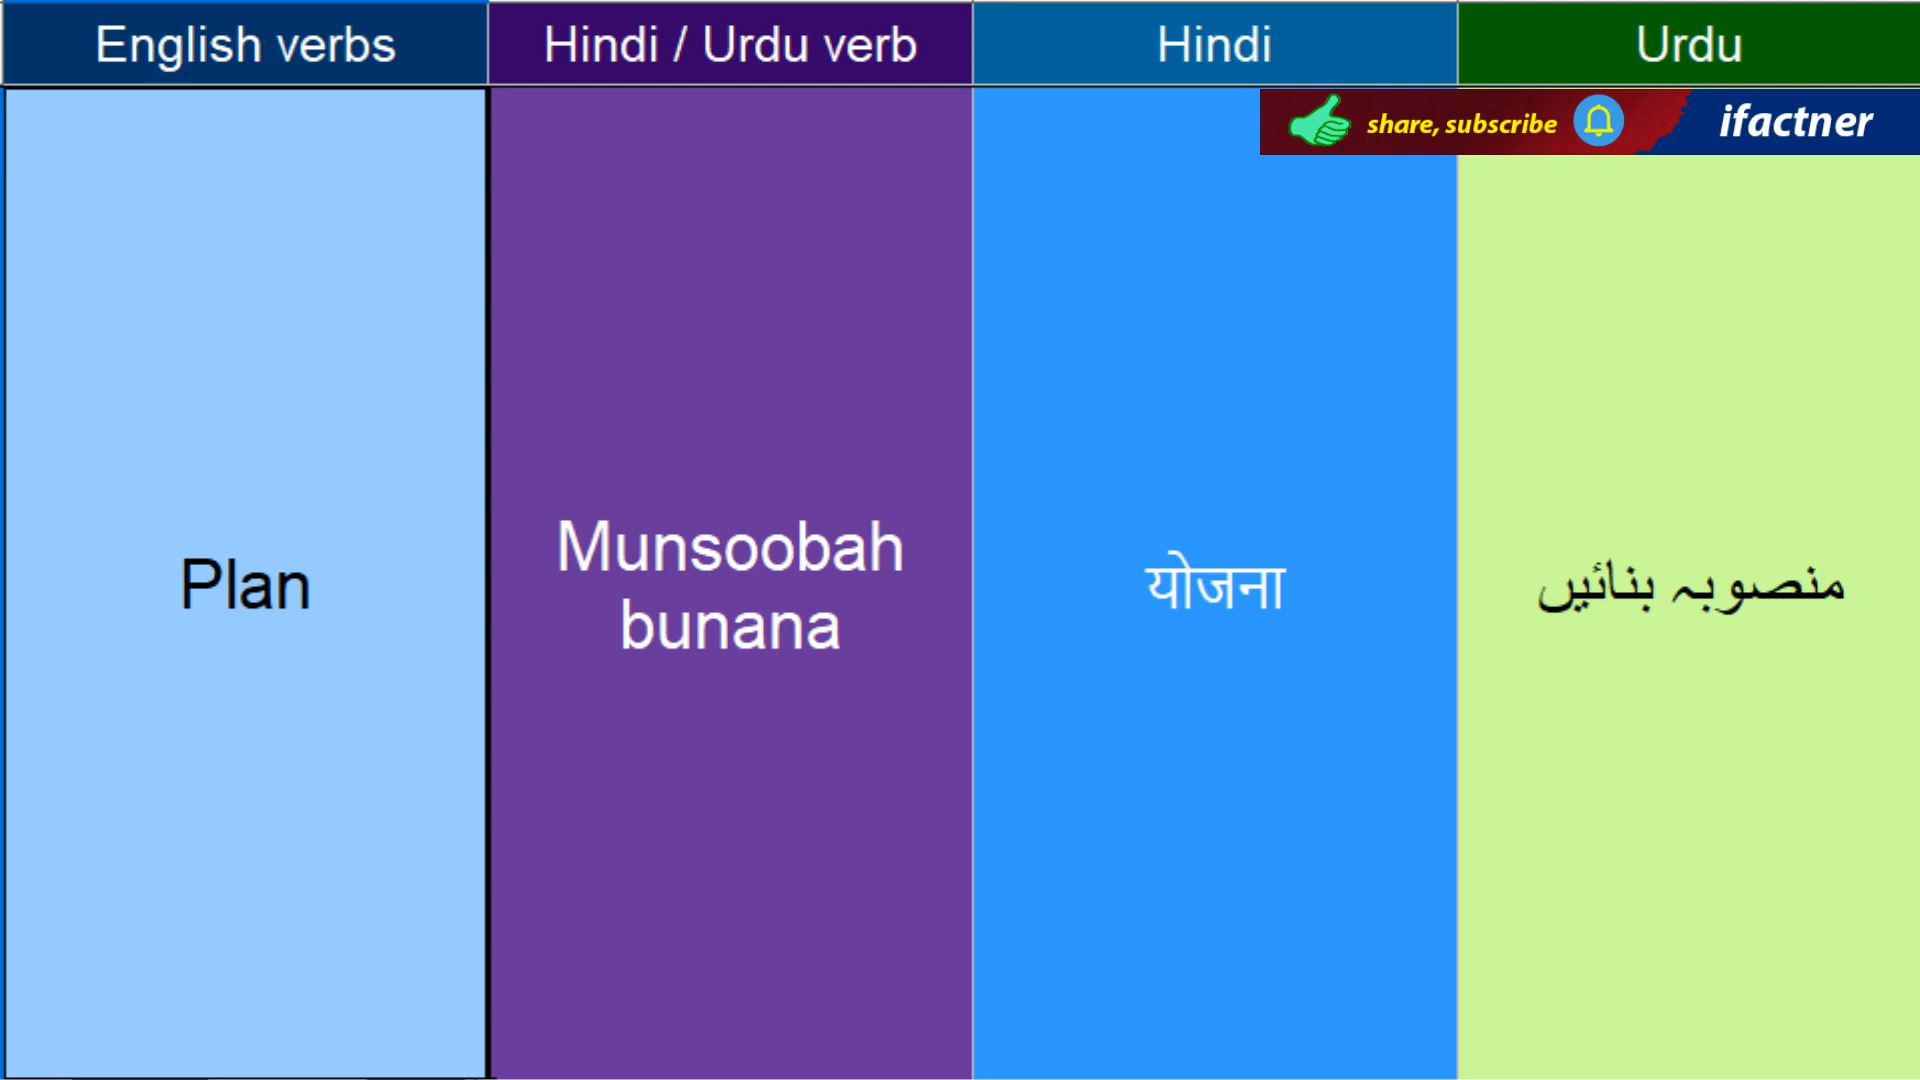 English verbs
Hindi / Urdu verb
Hindi
Urdu
share, subscribe
ifactner
Plan
Munsoobah
bunana
योजना
منصوبہ بنائیں